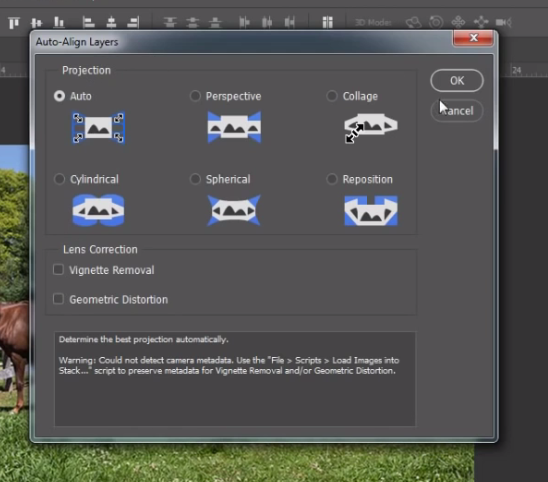 3D Mode:
Auto-Align Layers
4
24
Projection
OK
Auto
Perspective
Collage
Cylindrical
Spherical
Reposition
Lens Correction
Vignette Removal
Geometric Distortion
Determine the best projection automatically.
Warning: Could not detect camera metadata. Use the "File > Scripts > Load Images into
Stack..." script to preserve metadata for Vignette Removal and/or Geometric Distortion.